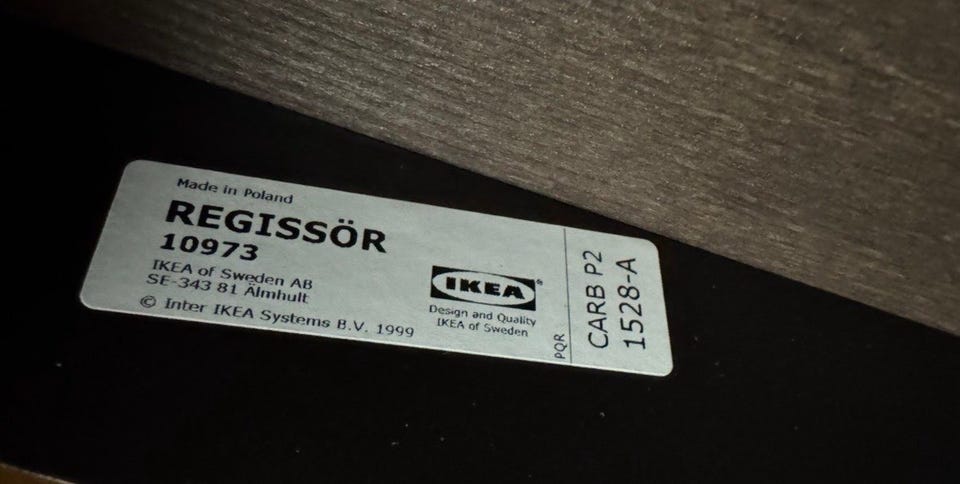 Made in Poland
REGISSÖR
10973
IKEA of Sweden AB
SE-343 81 Älmhult
© Inter IKEA Systems B.V. 1999
IKEA®
Design and Quality
IKEA of Sweden
PQR
CARB P2
1528-A